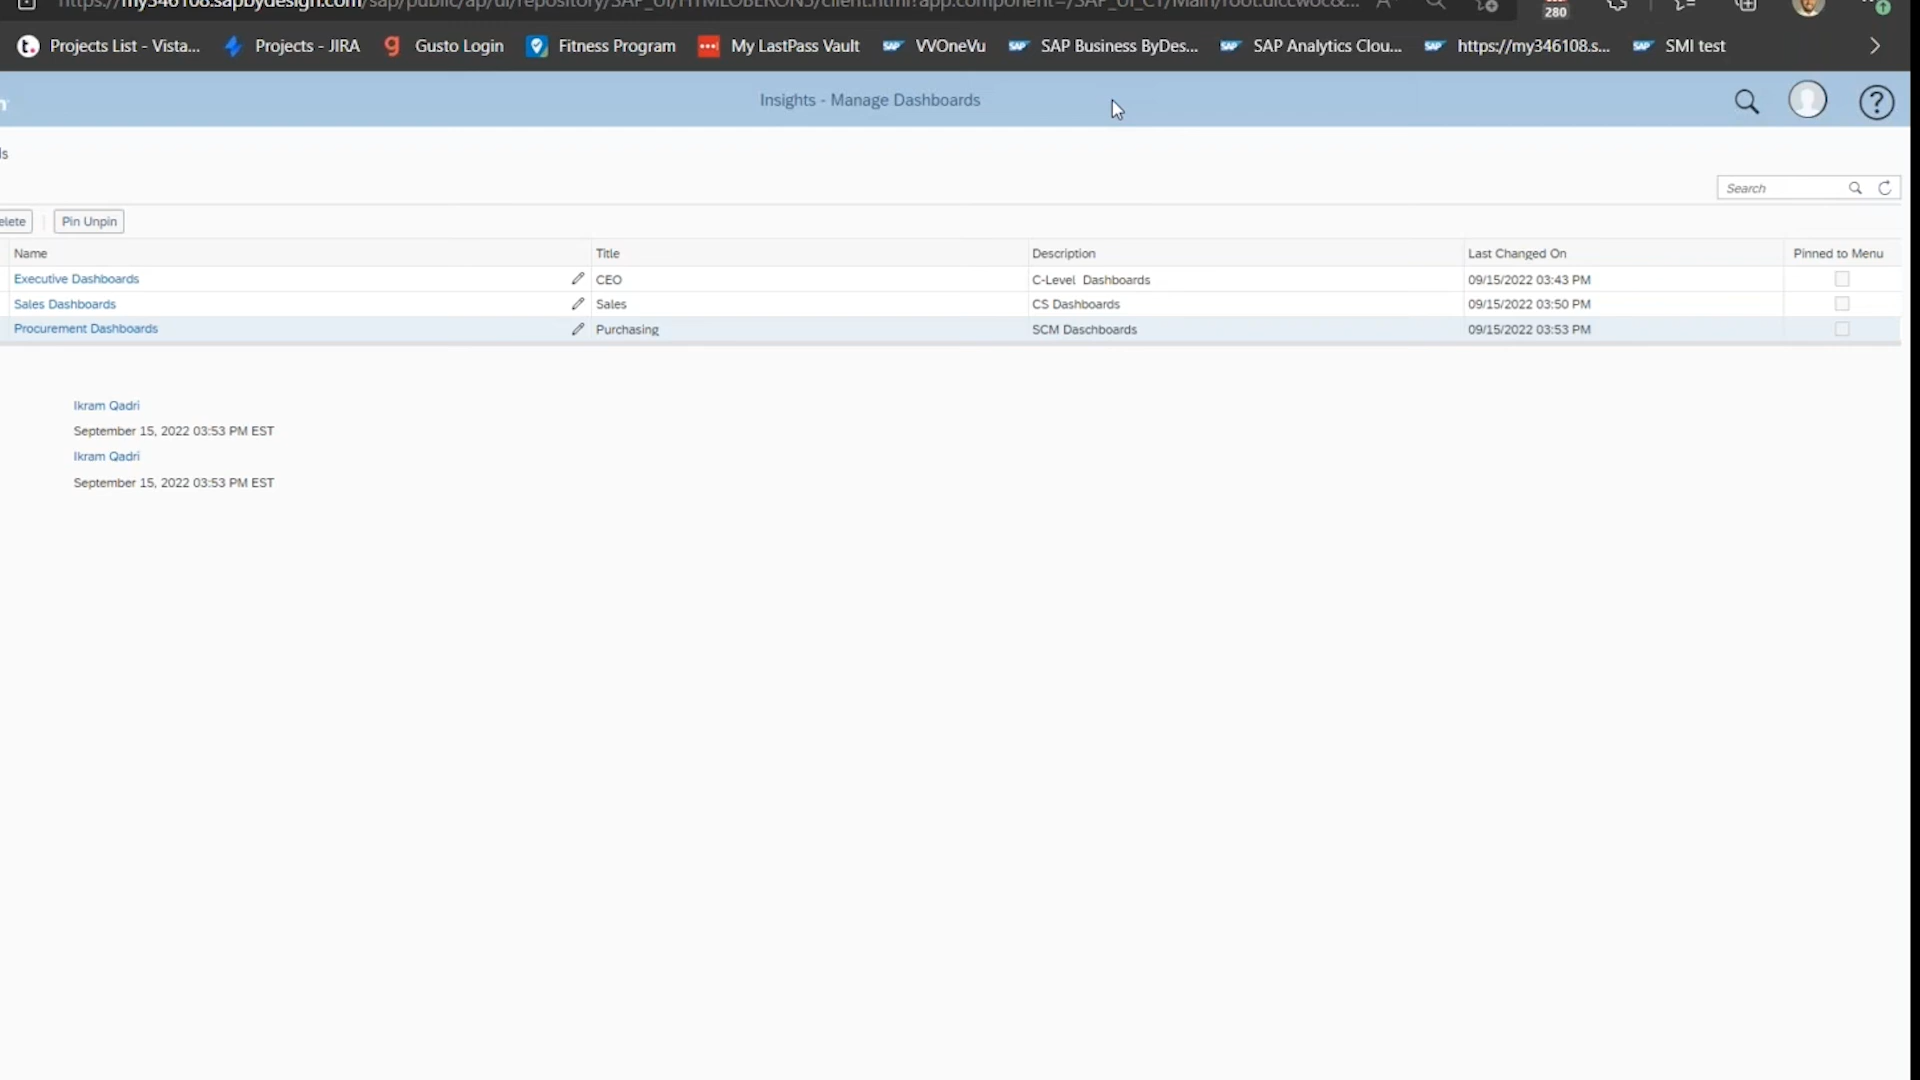 280
Projects List - Vista... Projects - JIRA Gusto Login Fitness Program My LastPass Vault VVOneVu SAP Business ByDes... SAP Analytics Clou... https://my346108.s... SMI test
Insights - Manage Dashboards
ls
Search
elete Pin Unpin
Name Title Description Last Changed On Pinned to Menu
Executive Dashboards CEO C-Level Dashboards 09/15/2022 03:43 PM
Sales Dashboards Sales CS Dashboards 09/15/2022 03:50 PM
Procurement Dashboards Purchasing SCM Daschboards 09/15/2022 03:53 PM
Ikram Qadri
September 15, 2022 03:53 PM EST
Ikram Qadri
September 15, 2022 03:53 PM EST